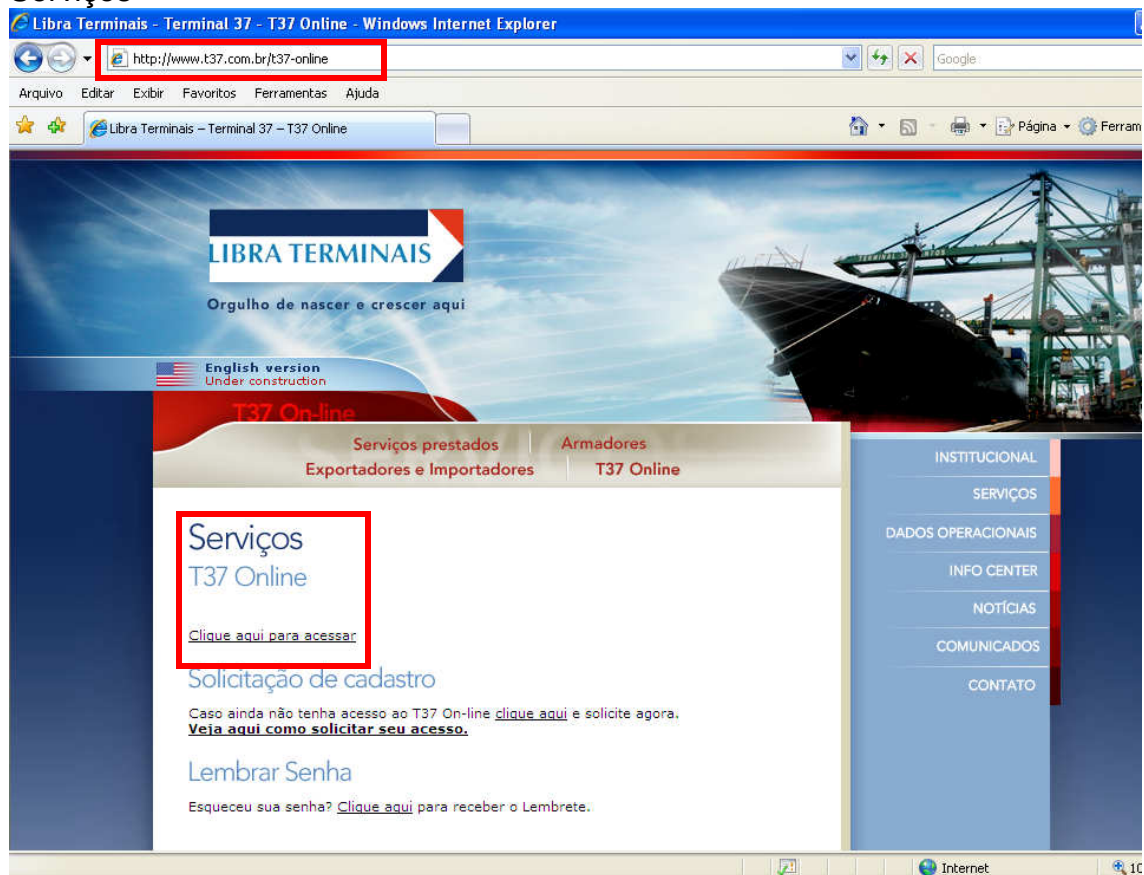 Serviços
Libra Terminais - Terminal 37 - T37 Online - Windows Internet Explorer
http://www.t37.com.br/t37-online
Google
Arquivo Editar Exibir Favoritos Ferramentas Ajuda
Libra Terminais – Terminal 37 – T37 Online
Página
Ferram
LIBRA TERMINAIS
Orgulho de nascer e crescer aqui
English version
Under construction
T37 On-line
SERVIÇOS
Serviços prestados Armadores
Exportadores e Importadores T37 Online
INSTITUCIONAL
SERVIÇOS
DADOS OPERACIONAIS
INFO CENTER
NOTÍCIAS
COMUNICADOS
CONTATO
Serviços
T37 Online
Clique aqui para acessar
Solicitação de cadastro
Caso ainda não tenha acesso ao T37 On-line clique aqui e solicite agora.
Veja aqui como solicitar seu acesso.
Lembrar Senha
Esqueceu sua senha? Clique aqui para receber o Lembrete.
Internet
10